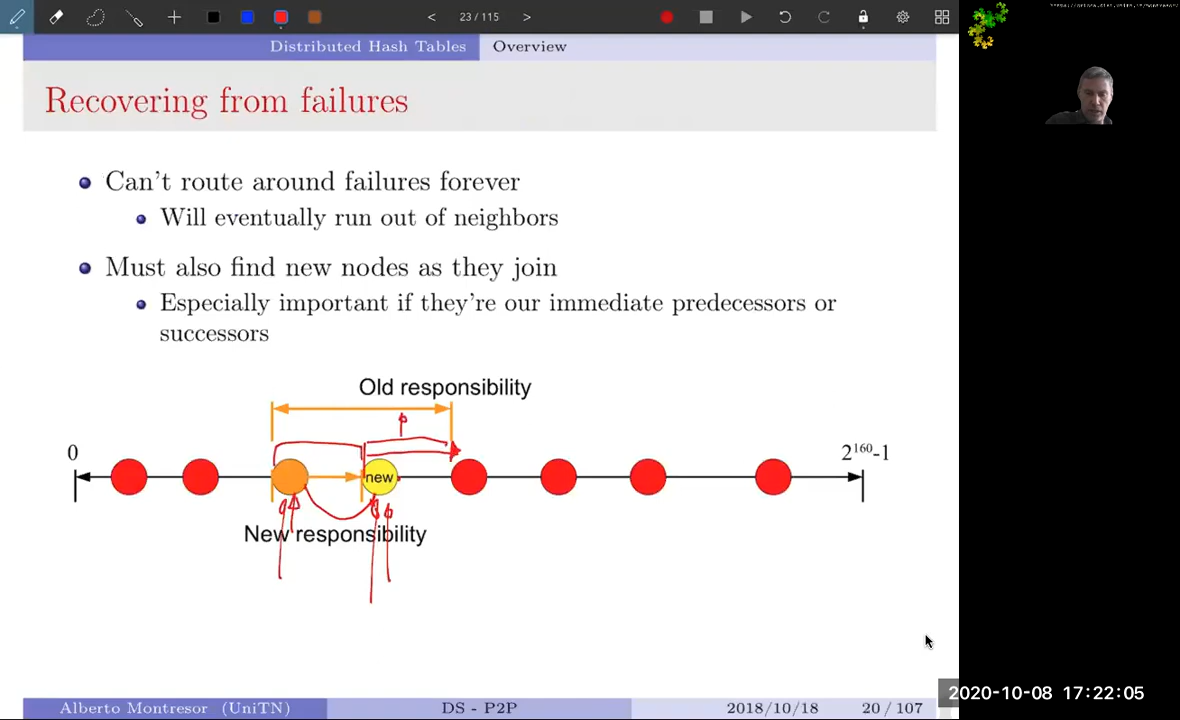 23 / 115
Distributed Hash Tables Overview
Recovering from failures
Can't route around failures forever
Will eventually run out of neighbors
Must also find new nodes as they join
Especially important if they're our immediate predecessors or
successors
Old responsibility
0
2¹⁶⁰-1
new
New responsibility
2020-10-08 17:22:05
Alberto Montresor (UniTN) DS - P2P 2018/10/18 20 / 107